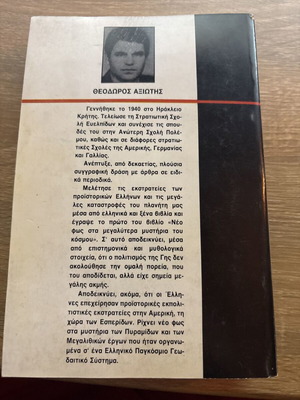 ΘΕΟΔΩΡΟΣ ΑΞΙΩΤΗΣ
Γεννήθηκε το 1940 στο Ηράκλειο
Κρήτης. Τελείωσε τη Στρατιωτική Σχο-
λή Ευελπίδων και συνέχισε τις σπου-
δές του στην Ανώτερη Σχολή Πολέ-
μου, καθώς και σε διάφορες στρατιω-
τικές Σχολές της Αμερικής, Γερμανίας
και Γαλλίας.
Ανέπτυξε, από δεκαετίας, πλούσια
συγγραφική δράση με άρθρα σε ειδι-
κά περιοδικά.
Μελέτησε τις εκστρατείες των
προϊστορικών Ελλήνων και τις μεγά-
λες καταστροφές του πλανήτη μας
μέσα από ελληνικά και ξένα βιβλία και
έγραψε το πρώτο του βιβλίο «Νέο
φως στα μεγαλύτερα μυστήρια του
κόσμου». Σ' αυτό αποδεικνύει, μέσα
από επιστημονικά και μυθολογικά
στοιχεία, ότι ο πολιτισμός της Γης δεν
ακολούθησε την ομαλή πορεία, που
του αποδίδεται, αλλά είχε σημεία με-
γάλης ακμής.
Αποδεικνύει, ακόμα, ότι οι Έλλη-
νες επεχείρησαν προϊστορικές εκπολι-
τιστικές εκστρατείες στην Αμερική, τη
χώρα των Εσπερίδων. Ρίχνει νέο φως
στα μυστήρια των Πυραμίδων και των
Μεγαλιθικών έργων που ήταν οργανω-
μένα σ' ένα Ελληνικό Παγκόσμιο Γεω-
δαιτικό Σύστημα.